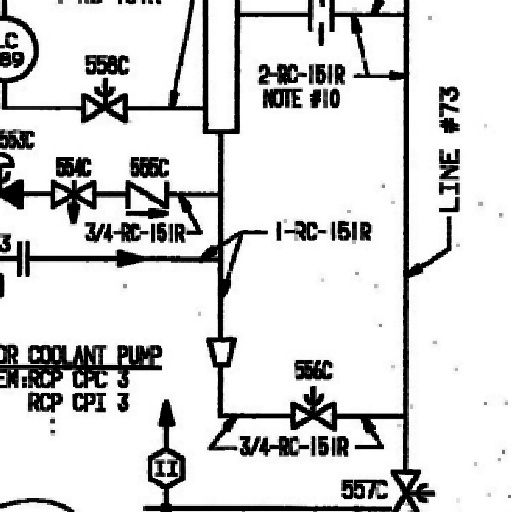 LC
89
558C
2-RC-151R
NOTE #10
LINE #73
553C
554C
555C
3/4-RC-151R
1-RC-151R
3
OR COOLANT PUMP
EM:RCP CPC 3
RCP CPI 3
556C
3/4-RC-151R
II
557C